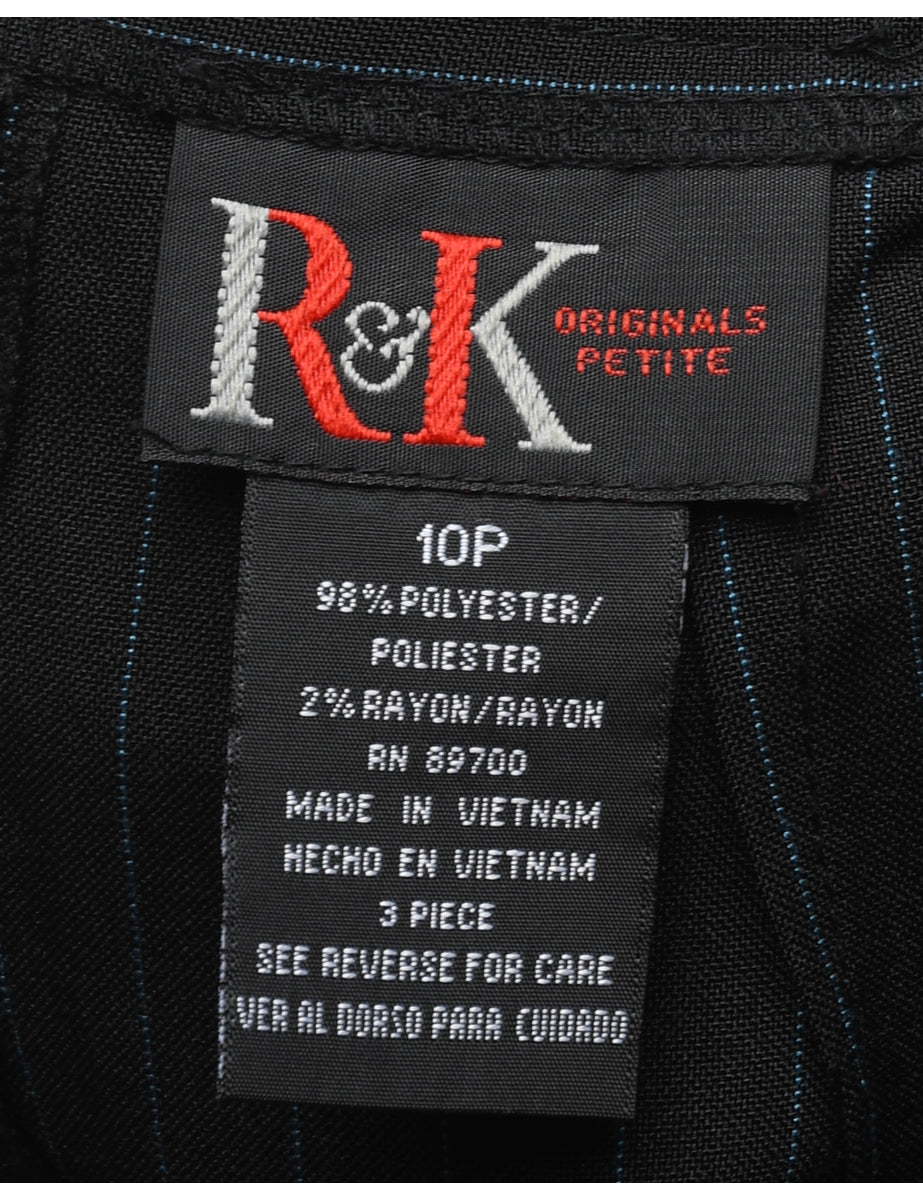 R&K ORIGINALS
PETITE
10P
98% POLYESTER/
POLIESTER
2% RAYON/RAYON
RN 89700
MADE IN VIETNAM
HECHO EN VIETNAM
3 PIECE
SEE REVERSE FOR CARE
VER AL DORSO PARA CUIDADO